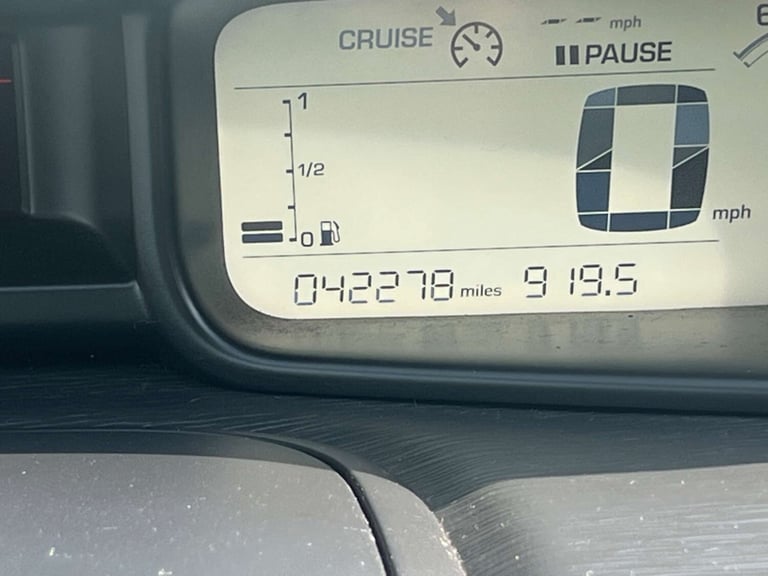 CRUISE
-- -- mph
PAUSE
1
1/2
0
0 mph
042278 miles 919.5